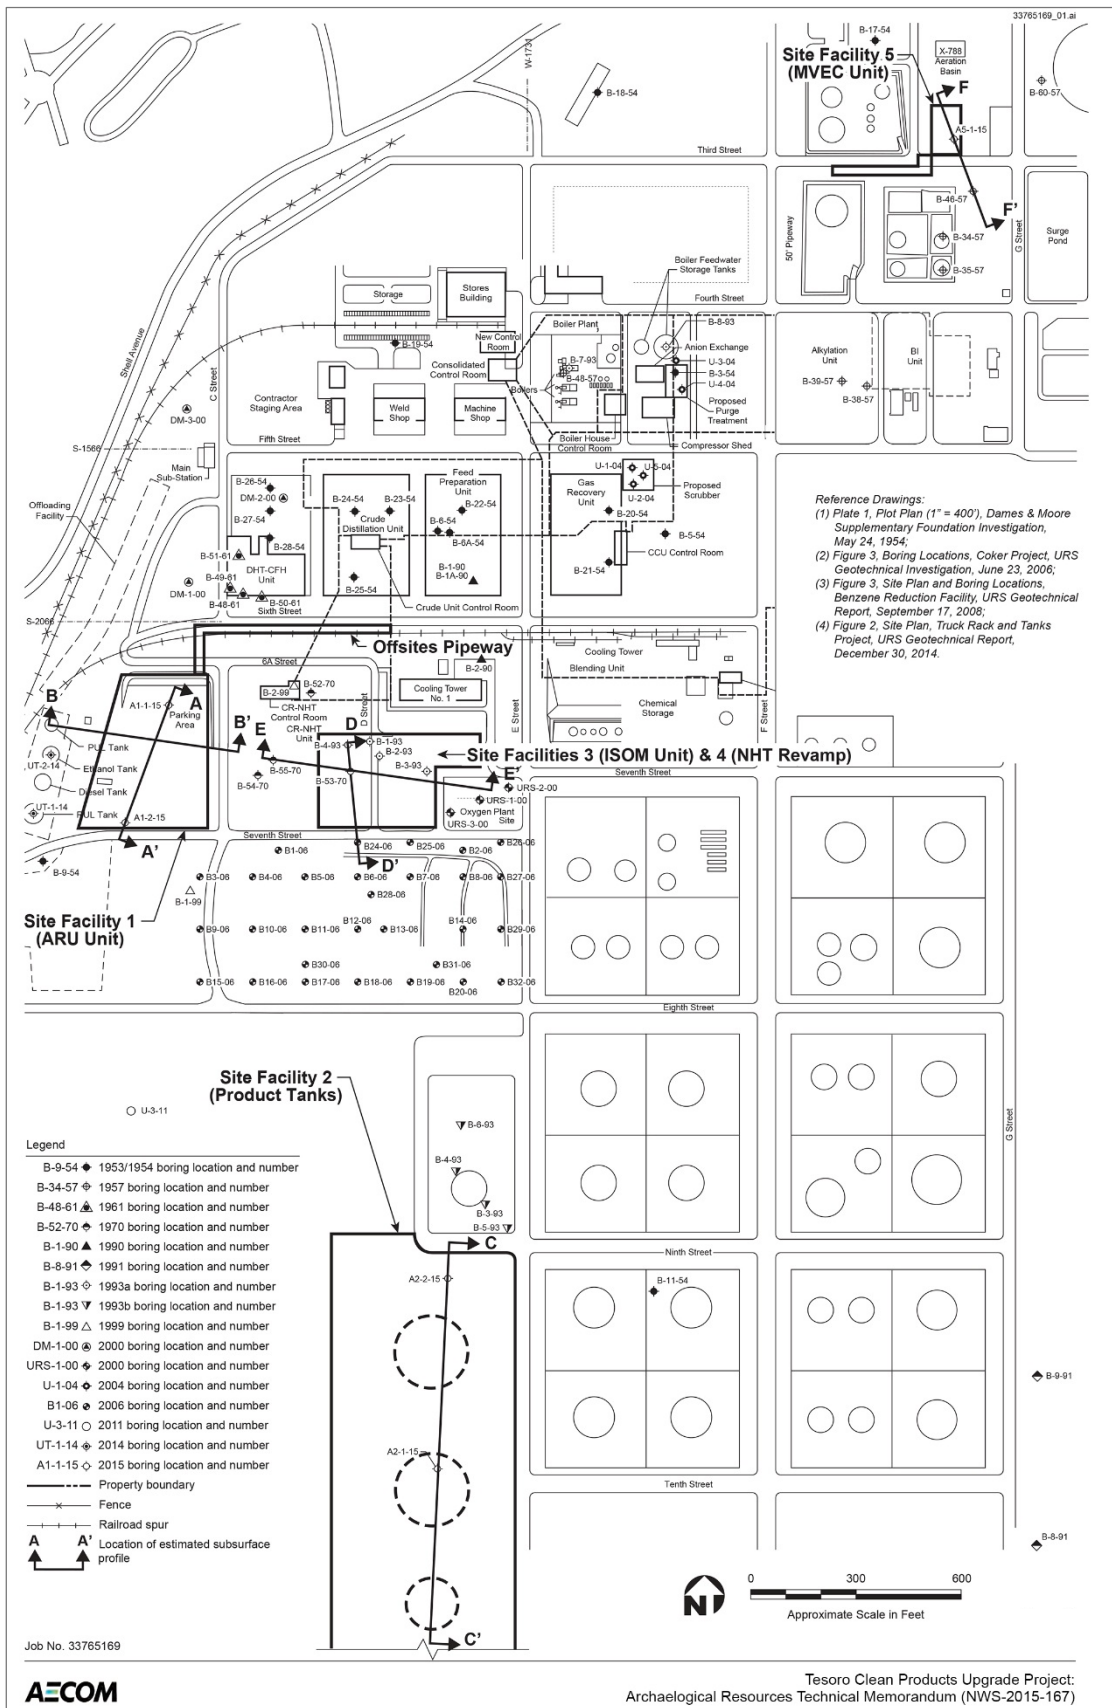 33765169_01.ai
B-17-54
Site Facility 5
(MVEC Unit)
X-788
Aeration
Basin
W-1731
B-18-54
F
B-60-57
A5-1-15
Third Street
B-46-57
F'
50' Pipeway
B-34-57
G Street
Surge
Pond
B-35-57
Boiler Feedwater
Storage Tanks
Storage
Stores
Building
Fourth Street
Shell Avenue
C Street
B-19-54
New Control
Room
Boiler Plant
B-8-93
Anion Exchange
Consolidated
Control Room
B-7-93
B-48-57
Boilers
U-3-04
B-3-54
U-4-04
Alkylation
Unit
BI
Unit
B-39-57
B-38-57
Contractor
Staging Area
Weld
Shop
Machine
Shop
Proposed
Purge
Treatment
DM-3-00
Fifth Street
Boiler House
Control Room
Compressor Shed
S-1566
Main
Sub-Station
Offloading
Facility
B-26-54
DM-2-00
B-27-54
B-28-54
B-24-54
B-23-54
Crude
Distillation Unit
Feed
Preparation
Unit
B-22-54
B-6-54
B-6A-54
U-1-04
U-5-04
U-2-04
Proposed
Scrubber
Gas
Recovery
Unit
B-20-54
B-5-54
CCU Control Room
B-51-61
DHT-CFH
Unit
B-49-61
B-48-61
B-50-61
DM-1-00
B-25-54
B-1-90
B-1A-90
B-21-54
Crude Unit Control Room
Sixth Street
S-2066
Reference Drawings:
(1) Plate 1, Plot Plan (1" = 400'), Dames & Moore
Supplementary Foundation Investigation,
May 24, 1954;
(2) Figure 3, Boring Locations, Coker Project, URS
Geotechnical Investigation, June 23, 2006;
(3) Figure 3, Site Plan and Boring Locations,
Benzene Reduction Facility, URS Geotechnical
Report, September 17, 2008;
(4) Figure 2, Site Plan, Truck Rack and Tanks
Project, URS Geotechnical Report,
December 30, 2014.
Offsites Pipeway
6A Street
B-2-90
Cooling Tower
Blending Unit
B-52-70
B-2-99
CR-NHT
Control Room
CR-NHT
Unit
D Street
Cooling Tower
No. 1
E Street
Chemical
Storage
F Street
B
A1-1-15
A
Parking
Area
B'
E
D
B-4-93
B-1-93
B-2-93
Site Facilities 3 (ISOM Unit) & 4 (NHT Revamp)
PUL Tank
Ethanol Tank
UT-2-14
Diesel Tank
UT-1-14
PUL Tank
B-55-70
B-54-70
B-53-70
B-3-93
E'
Seventh Street
URS-2-00
URS-1-00
Oxygen Plant
Site
URS-3-00
A1-2-15
A'
Seventh Street
B-9-54
B-1-99
D'
B1-06
B24-06
B25-06
B2-06
B26-06
B3-06
B4-06
B5-06
B6-06
B7-06
B8-06
B27-06
B28-06
Site Facility 1
(ARU Unit)
B9-06
B10-06
B11-06
B12-06
B13-06
B14-06
B29-06
B30-06
B31-06
B15-06
B16-06
B17-06
B18-06
B19-06
B20-06
B32-06
Eighth Street
Site Facility 2
(Product Tanks)
U-3-11
B-6-93
B-4-93
B-3-93
B-5-93
G Street
Legend
B-9-54 1953/1954 boring location and number
B-34-57 1957 boring location and number
B-48-61 1961 boring location and number
B-52-70 1970 boring location and number
B-1-90 1990 boring location and number
B-8-91 1991 boring location and number
B-1-93 1993a boring location and number
B-1-93 1993b boring location and number
B-1-99 1999 boring location and number
DM-1-00 2000 boring location and number
URS-1-00 2000 boring location and number
U-1-04 2004 boring location and number
B1-06 2006 boring location and number
U-3-11 2011 boring location and number
UT-1-14 2014 boring location and number
A1-1-15 2015 boring location and number
Property boundary
Fence
Railroad spur
A A' Location of estimated subsurface
profile
C
Ninth Street
A2-2-15
B-11-54
B-9-91
A2-1-15
Tenth Street
B-8-91
C'
N
0 300 600
Approximate Scale in Feet
Job No. 33765169
AECOM
Tesoro Clean Products Upgrade Project:
Archaelogical Resources Technical Memorandum (NWS-2015-167)